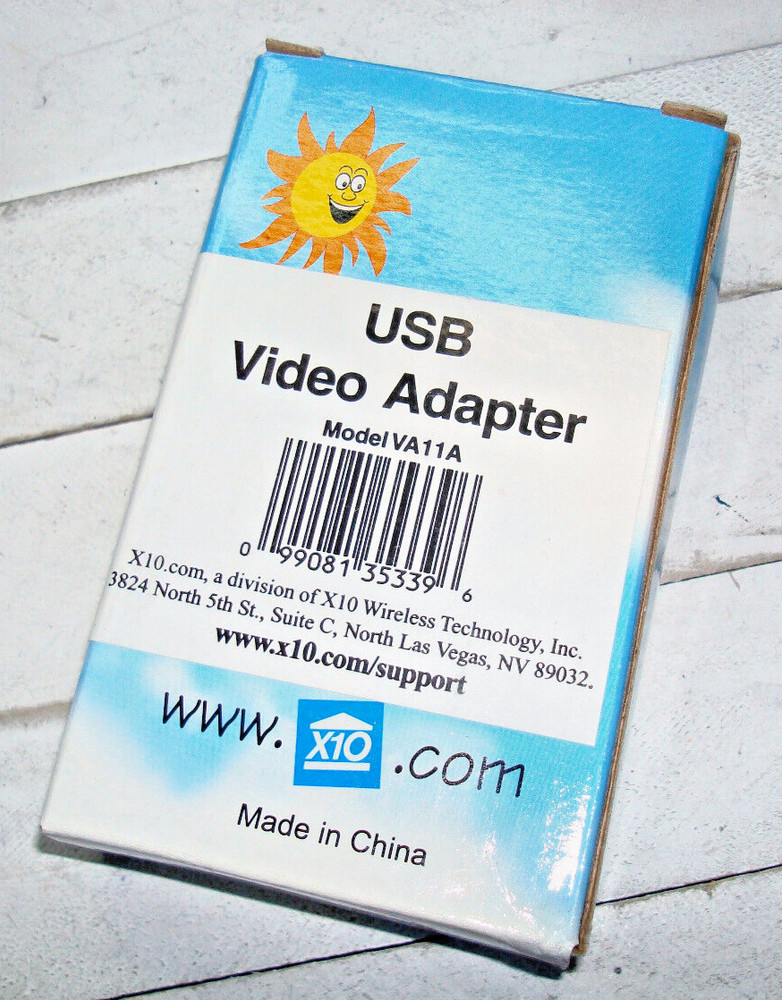 USB
Video Adapter
Model VA11A
0 99081 35339 6
X10.com, a division of X10 Wireless Technology, Inc.
3824 North 5th St., Suite C, North Las Vegas, NV 89032.
www.x10.com/support
www.X10.com
Made in China